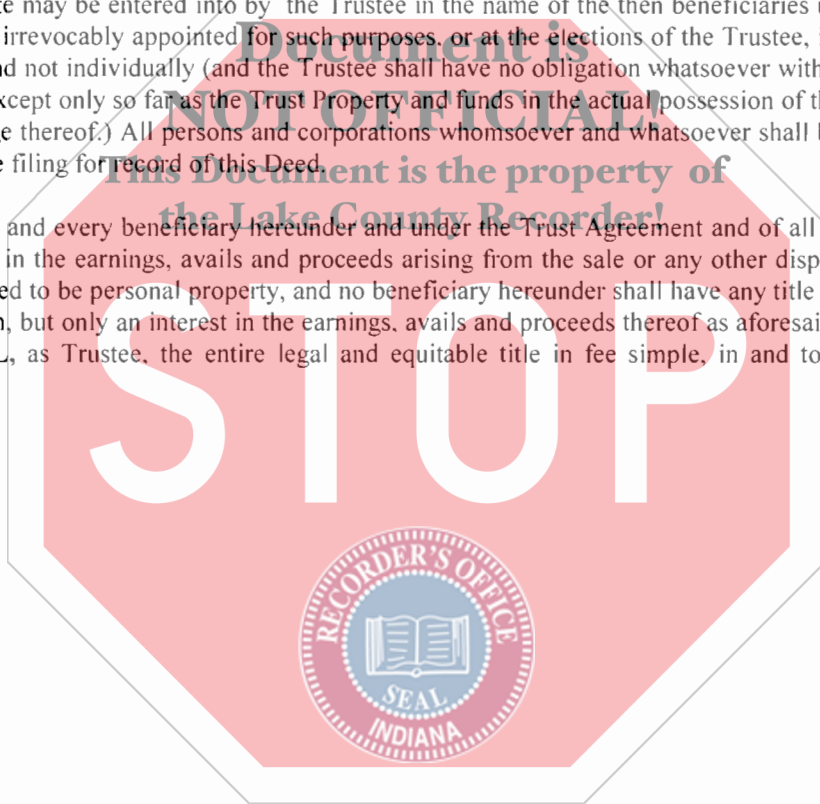 te may be entered into by the Trustee in the name of the then beneficiaries
irrevocably appointed for such purposes, or at the elections of the Trustee,
Document is
d not individually (and the Trustee shall have no obligation whatsoever with
xcept only so far as the Trust Property and funds in the actual possession of t
NOT OFFICIAL!
e thereof.) All persons and corporations whomsoever and whatsoever shall
e filing for record of this Deed.
This Document is the property of
the Lake County Recorder!
and every beneficiary hereunder and under the Trust Agreement and of all
in the earnings, avails and proceeds arising from the sale or any other disp
ed to be personal property, and no beneficiary hereunder shall have any title
n, but only an interest in the earnings, avails and proceeds thereof as aforesai
L, as Trustee, the entire legal and equitable title in fee simple, in and to
STOP
RECORDER'S OFFICE
SEAL
INDIANA